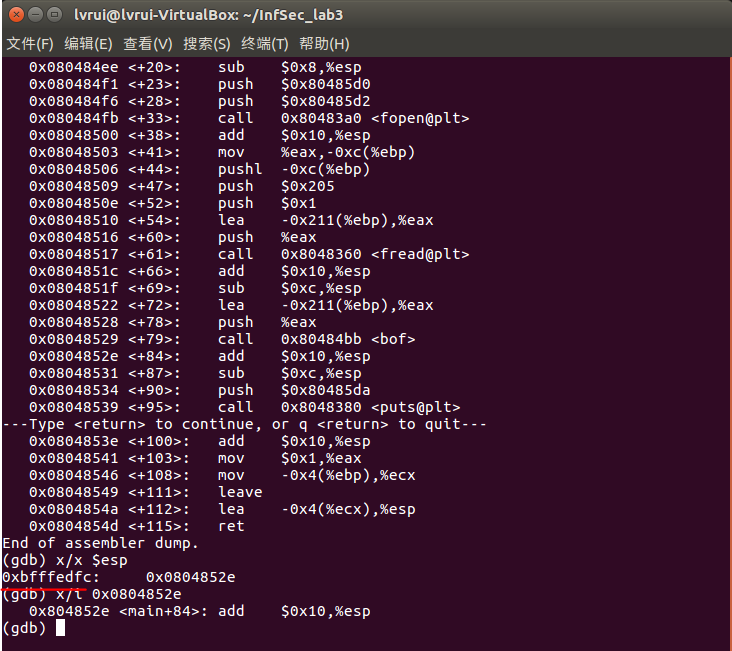 lvrui@lvrui-VirtualBox: ~/InfSec_lab3
文件(F) 编辑(E) 查看(V) 搜索(S) 终端(T) 帮助(H)
0x080484ee <+20>: sub $0x8,%esp
0x080484f1 <+23>: push $0x80485d0
0x080484f6 <+28>: push $0x80485d2
0x080484fb <+33>: call 0x80483a0 <fopen@plt>
0x08048500 <+38>: add $0x10,%esp
0x08048503 <+41>: mov %eax,-0xc(%ebp)
0x08048506 <+44>: pushl -0xc(%ebp)
0x08048509 <+47>: push $0x205
0x0804850e <+52>: push $0x1
0x08048510 <+54>: lea -0x211(%ebp),%eax
0x08048516 <+60>: push %eax
0x08048517 <+61>: call 0x8048360 <fread@plt>
0x0804851c <+66>: add $0x10,%esp
0x0804851f <+69>: sub $0xc,%esp
0x08048522 <+72>: lea -0x211(%ebp),%eax
0x08048528 <+78>: push %eax
0x08048529 <+79>: call 0x80484bb <bof>
0x0804852e <+84>: add $0x10,%esp
0x08048531 <+87>: sub $0xc,%esp
0x08048534 <+90>: push $0x80485da
0x08048539 <+95>: call 0x8048380 <puts@plt>
---Type <return> to continue, or q <return> to quit---
0x0804853e <+100>: add $0x10,%esp
0x08048541 <+103>: mov $0x1,%eax
0x08048546 <+108>: mov -0x4(%ebp),%ecx
0x08048549 <+111>: leave
0x0804854a <+112>: lea -0x4(%ecx),%esp
0x0804854d <+115>: ret
End of assembler dump.
(gdb) x/x $esp
0xbfffedfc: 0x0804852e
(gdb) x/i 0x0804852e
0x804852e <main+84>: add $0x10,%esp
(gdb)